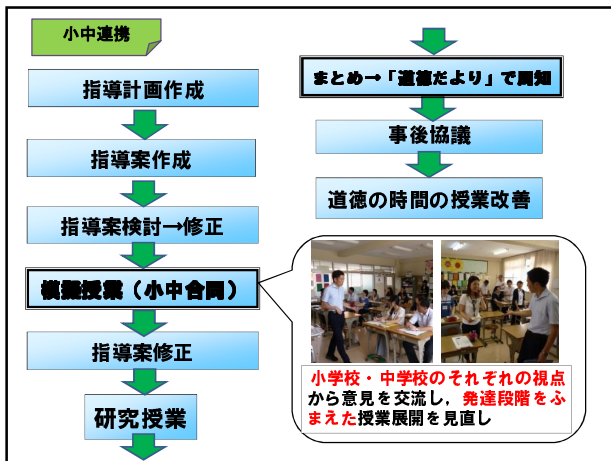 小中連携
指導計画作成
指導案作成
指導案検討→修正
模擬授業（小中合同）
指導案修正
研究授業
まとめ→「道徳だより」で周知
事後協議
道徳の時間の授業改善
小学校・中学校のそれぞれの視点
から意見を交流し，発達段階をふ
まえた授業展開を見直し